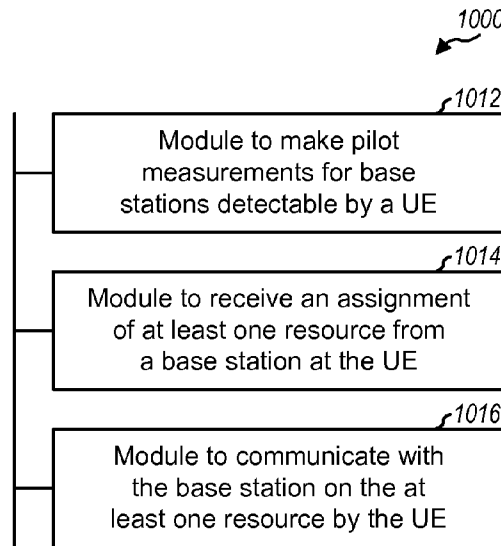 1000
1012
Module to make pilot
measurements for base
stations detectable by a UE
1014
Module to receive an assignment
of at least one resource from
a base station at the UE
1016
Module to communicate with
the base station on the at
least one resource by the UE